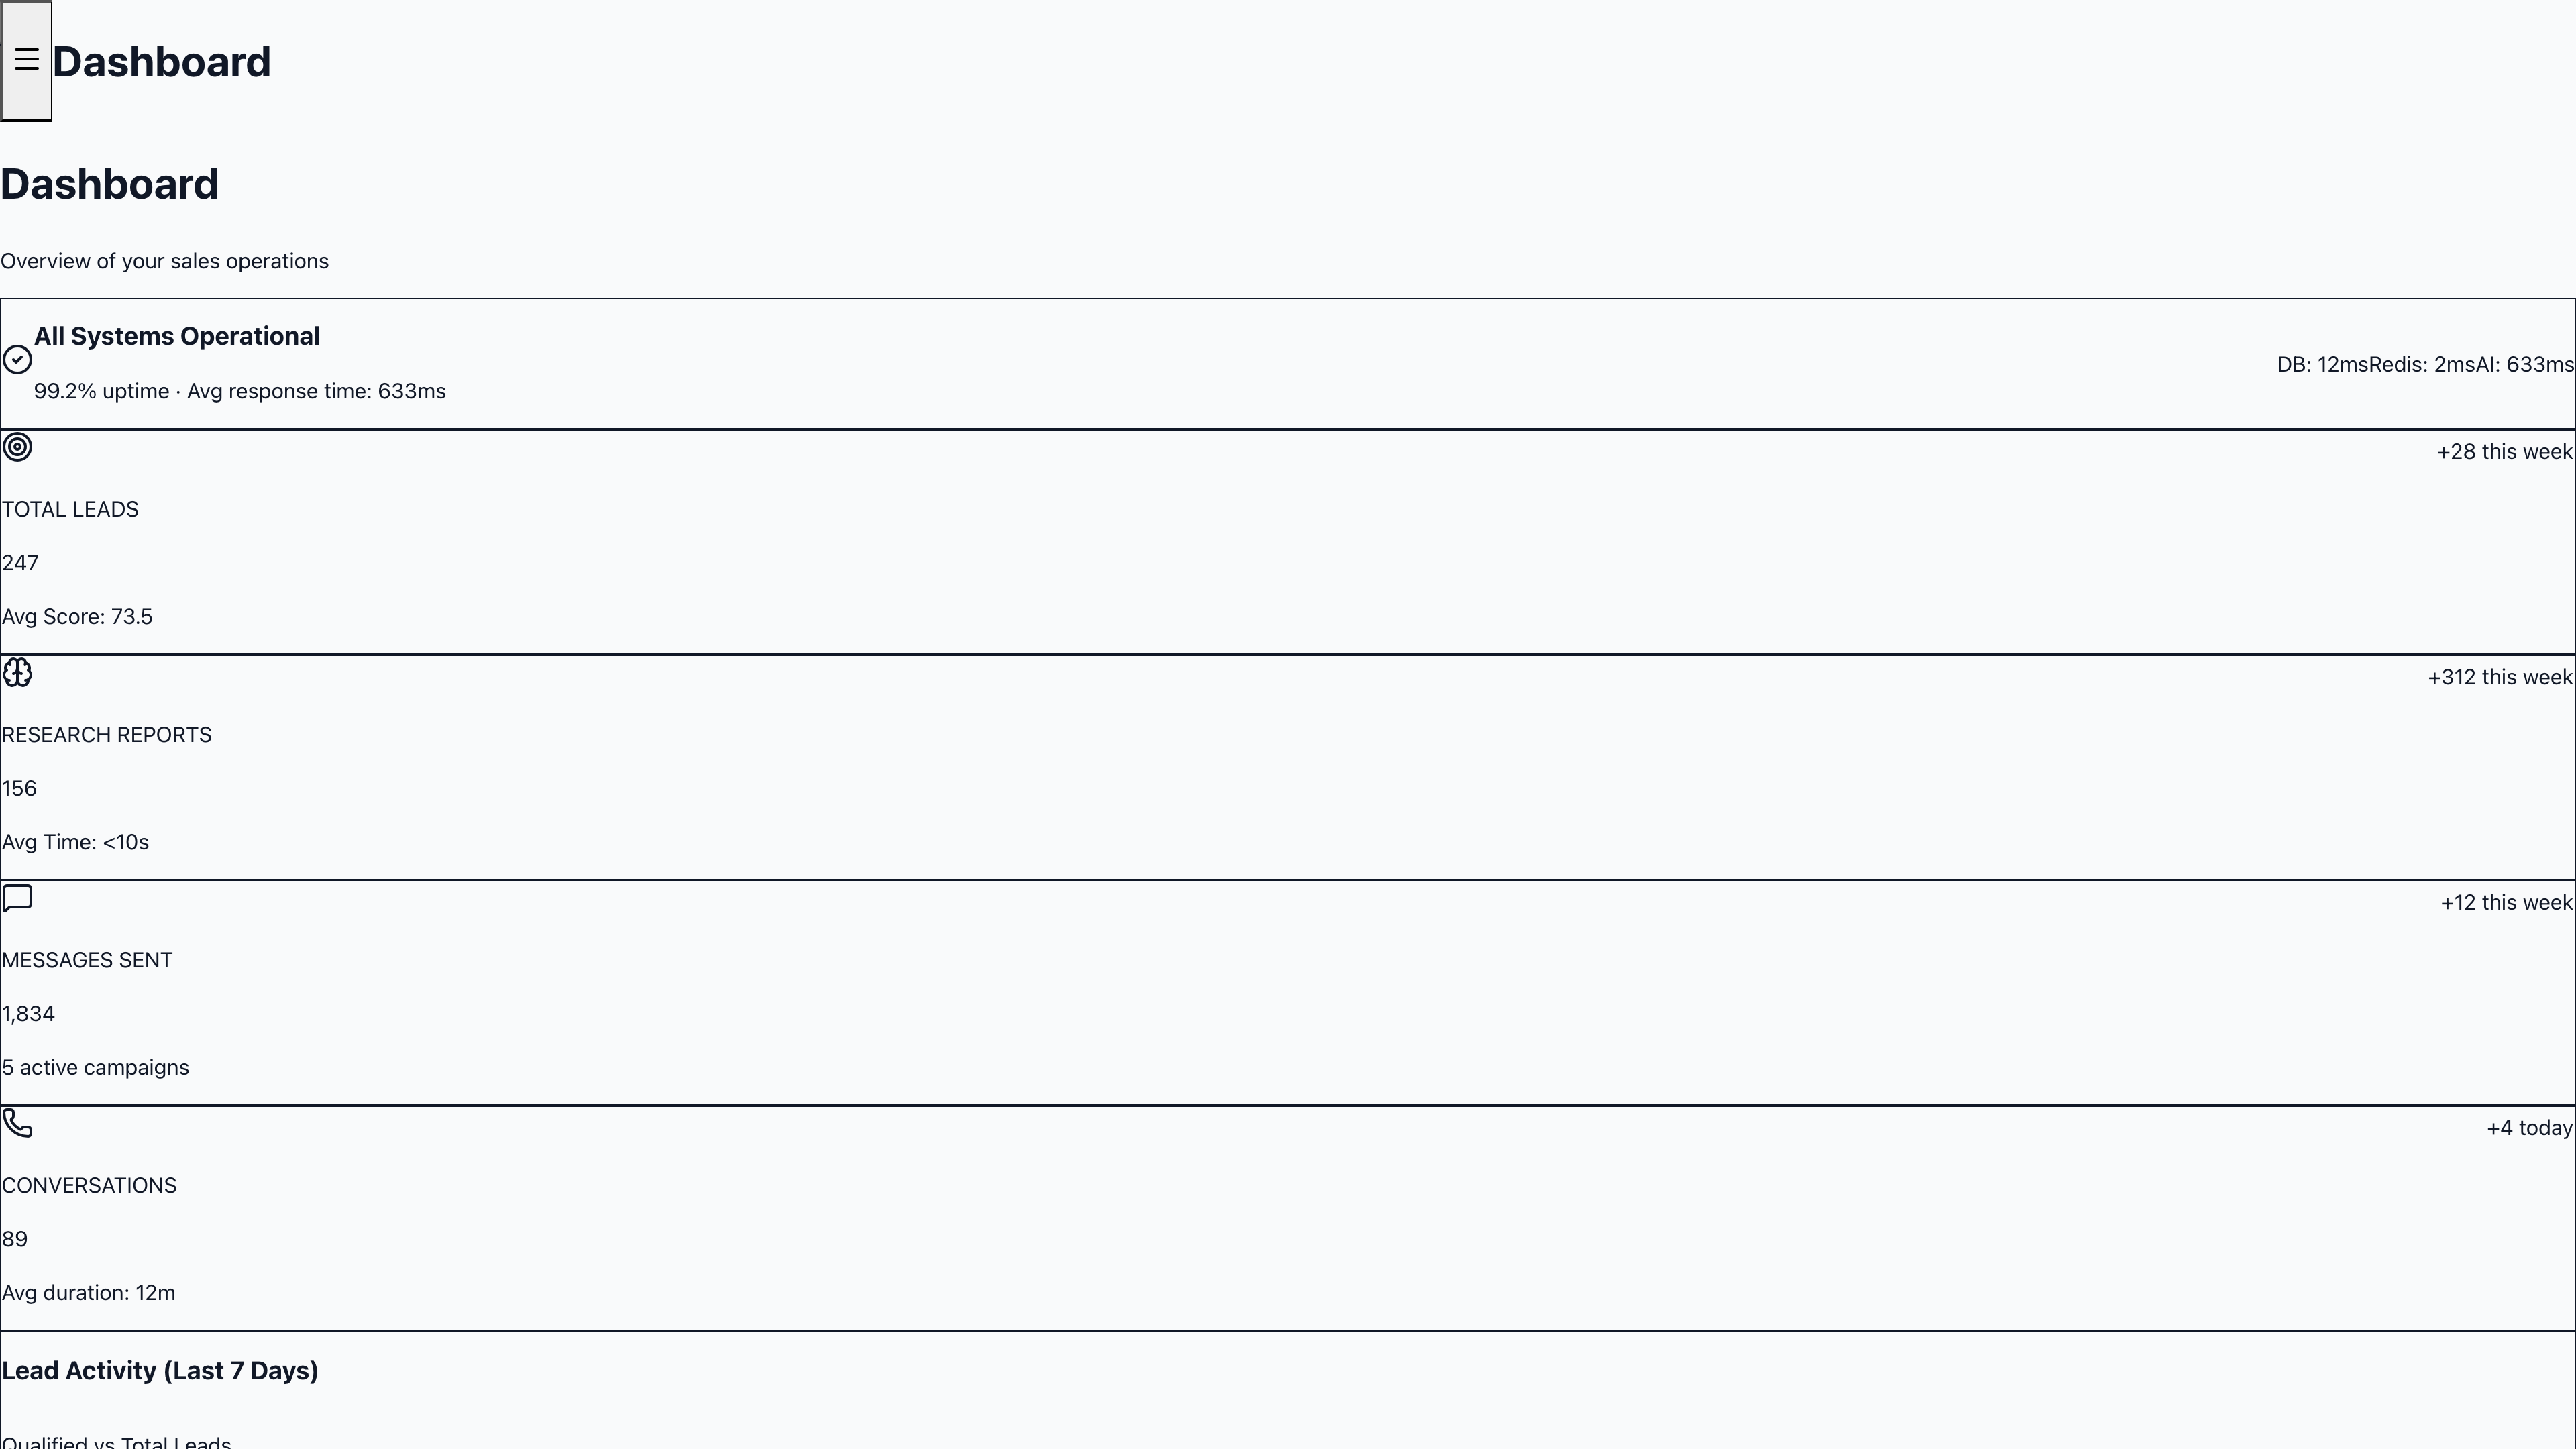 Dashboard
Dashboard
Overview of your sales operations
All Systems Operational
99.2% uptime · Avg response time: 633ms
DB: 12msRedis: 2msAI: 633ms
+28 this week
TOTAL LEADS
247
Avg Score: 73.5
+312 this week
RESEARCH REPORTS
156
Avg Time: <10s
+12 this week
MESSAGES SENT
1,834
5 active campaigns
+4 today
CONVERSATIONS
89
Avg duration: 12m
Lead Activity (Last 7 Days)
Qualified vs Total Leads